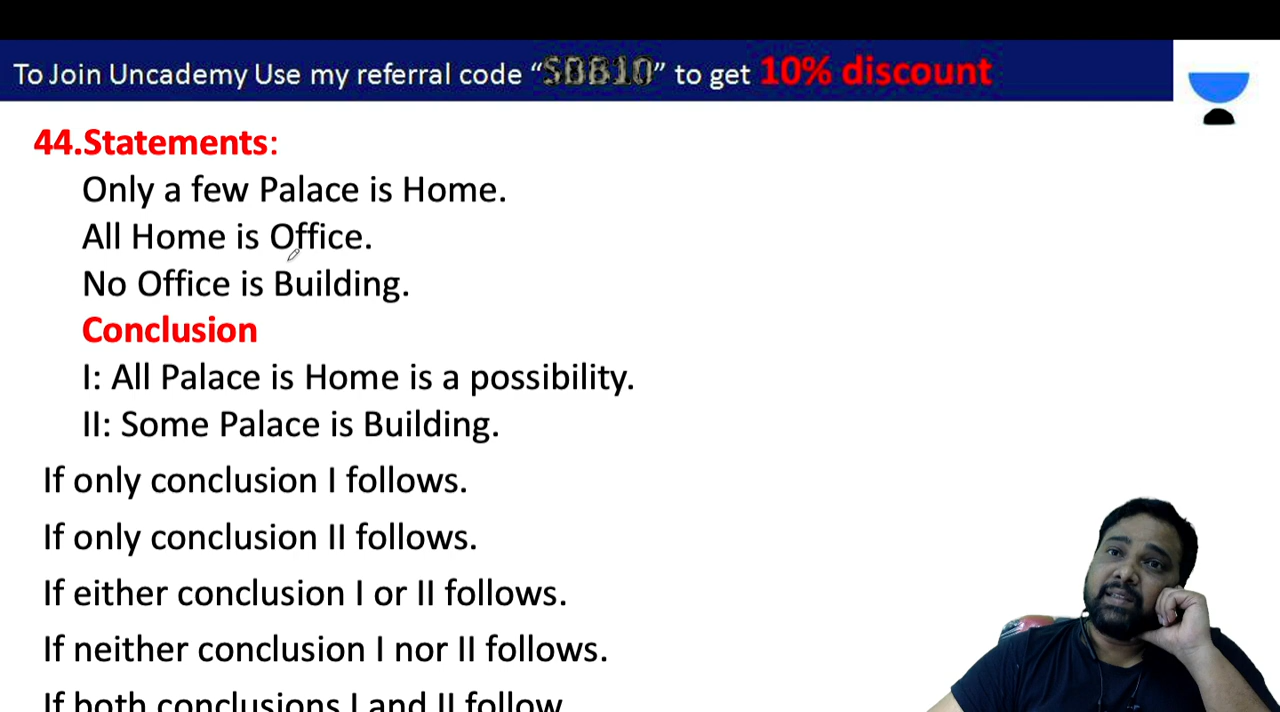 To Join Uncademy Use my referral code “SBB10” to get 10% discount
44.Statements:
Only a few Palace is Home.
All Home is Office.
No Office is Building.
Conclusion
I: All Palace is Home is a possibility.
II: Some Palace is Building.
If only conclusion I follows.
If only conclusion II follows.
If either conclusion I or II follows.
If neither conclusion I nor II follows.
If both conclusions I and II follow